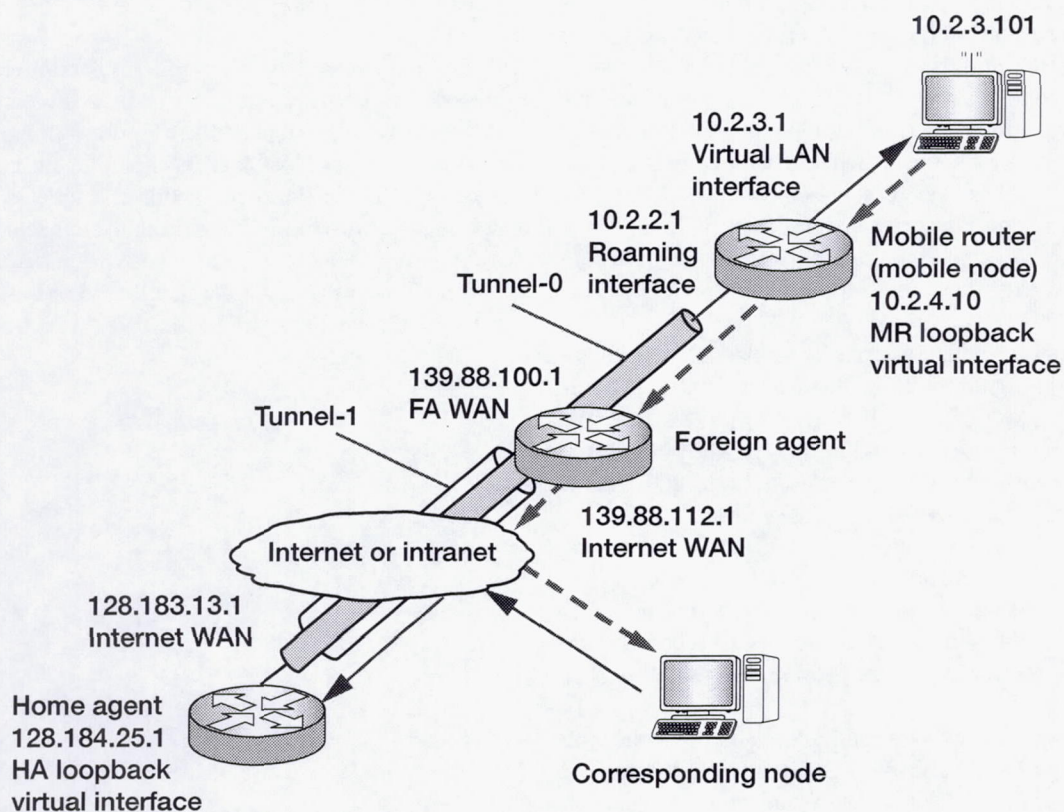 10.2.3.101
10.2.3.1
Virtual LAN
interface
10.2.2.1
Roaming
interface
Mobile router
(mobile node)
10.2.4.10
MR loopback
virtual interface
Tunnel-0
139.88.100.1
FA WAN
Tunnel-1
Foreign agent
139.88.112.1
Internet WAN
Internet or intranet
128.183.13.1
Internet WAN
Home agent
128.184.25.1
HA loopback
virtual interface
Corresponding node